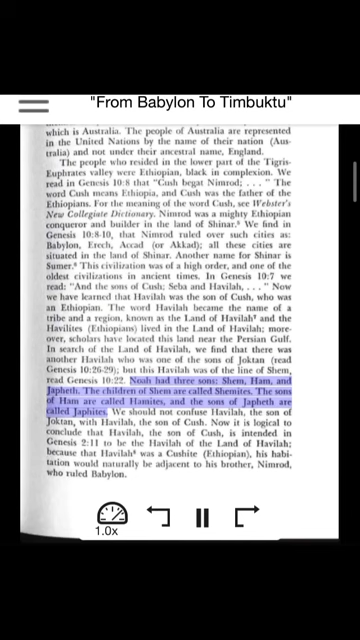 "From Babylon To Timbuktu"
which is Australia. The people of Australia are represented
in the United Nations by the name of their nation (Aus-
tralia) and not under their ancestral name, England.
The people who resided in the lower part of the Tigris-
Euphrates valley were Ethiopian, black in complexion. We
read in Genesis 10:8 that "Cush begat Nimrod; . . . " The
word Cush means Ethiopia, and Cush was the father of the
Ethiopians. For the meaning of the word Cush, see Webster's
New Collegiate Dictionary. Nimrod was a mighty Ethiopian
conqueror and builder in the land of Shinar.⁵ We find in
Genesis 10:8-10, that Nimrod ruled over such cities as:
Babylon, Erech, Accad (or Akkad); all these cities are
situated in the land of Shinar. Another name for Shinar is
Sumer.⁶ This civilization was of a high order, and one of the
oldest civilizations in ancient times. In Genesis 10:7 we
read: "And the sons of Cush; Seba and Havilah, . . . " Now
we have learned that Havilah was the son of Cush, who was
an Ethiopian. The word Havilah became the name of a
tribe and a region, known as the Land of Havilah⁷ and the
Havilites (Ethiopians) lived in the Land of Havilah; more-
over, scholars have located this land near the Persian Gulf.
In search of the Land of Havilah, we find that there was
another Havilah who was one of the sons of Joktan (read
Genesis 10:26-29); but this Havilah was of the line of Shem,
read Genesis 10:22. Noah had three sons: Shem, Ham, and
Japheth. The children of Shem are called Shemites. The sons
of Ham are called Hamites, and the sons of Japheth are
called Japhites. We should not confuse Havilah, the son of
Joktan, with Havilah, the son of Cush. Now it is logical to
conclude that Havilah, the son of Cush, is intended in
Genesis 2:11 to be the Havilah of the Land of Havilah;
because that Havilah⁸ was a Cushite (Ethiopian), his habi-
tation would naturally be adjacent to his brother, Nimrod,
who ruled Babylon.
1.0x